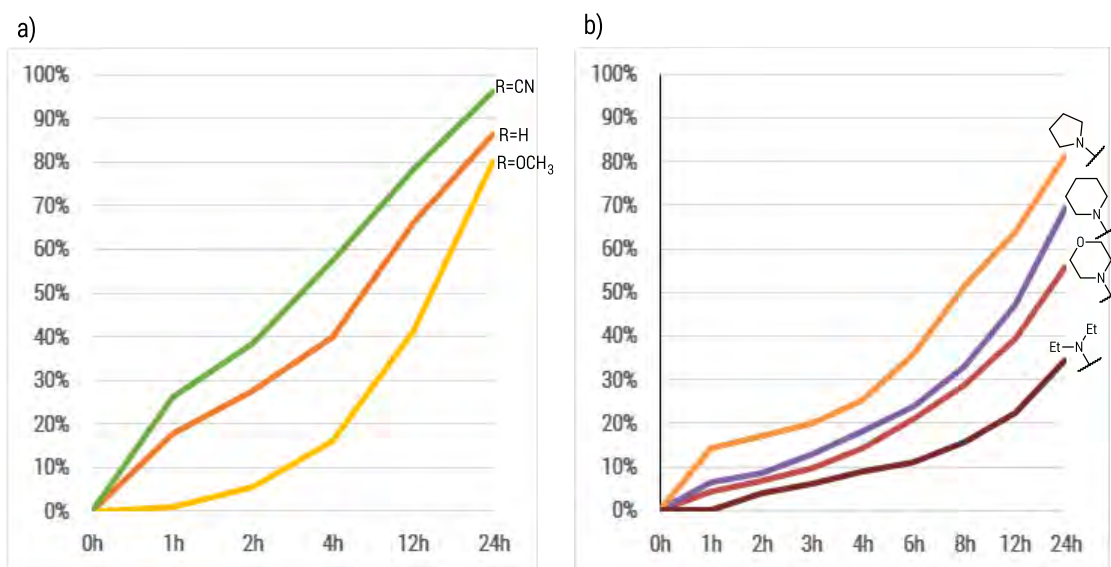 a)
100%
90%
80%
70%
60%
50%
40%
30%
20%
10%
0%
0h 1h 2h 4h 12h 24h
R=CN
R=H
R=OCH3
b)
100%
90%
80%
70%
60%
50%
40%
30%
20%
10%
0%
0h 1h 2h 3h 4h 6h 8h 12h 24h
N
N
O
N
Et
Et N